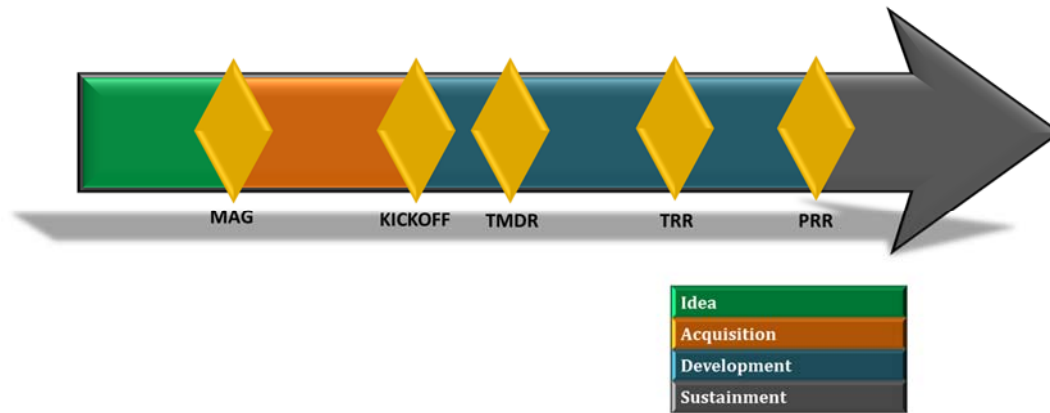 MAG KICKOFF TMDR TRR PRR
Idea
Acquisition
Development
Sustainment